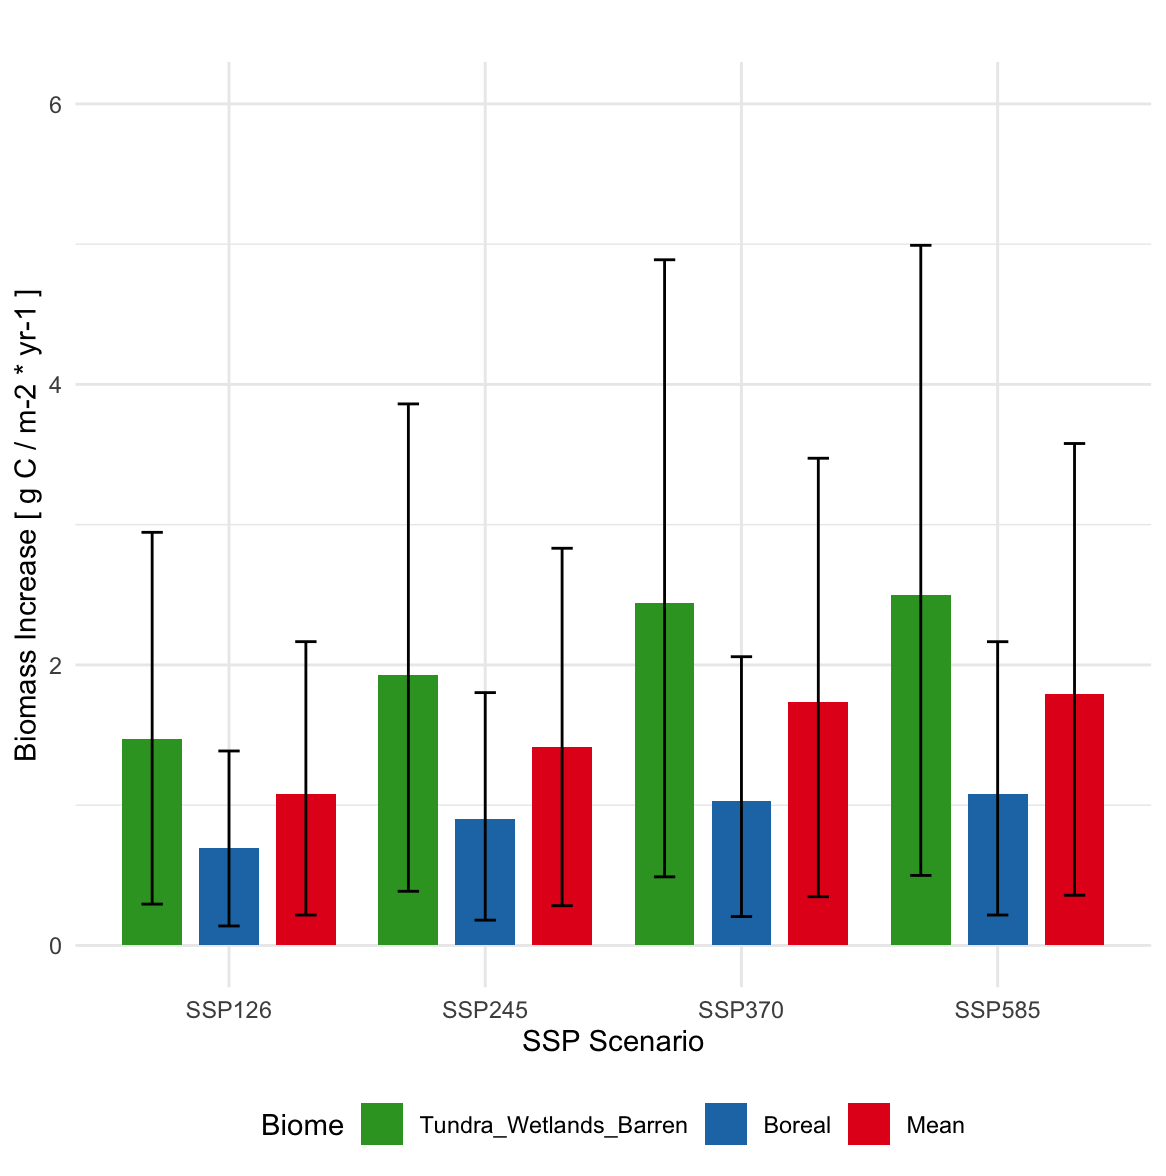 6
4
2
0
Biomass Increase [ g C / m-2 * yr-1 ]
SSP126 SSP245 SSP370 SSP585
SSP Scenario
Biome Tundra_Wetlands_Barren Boreal Mean